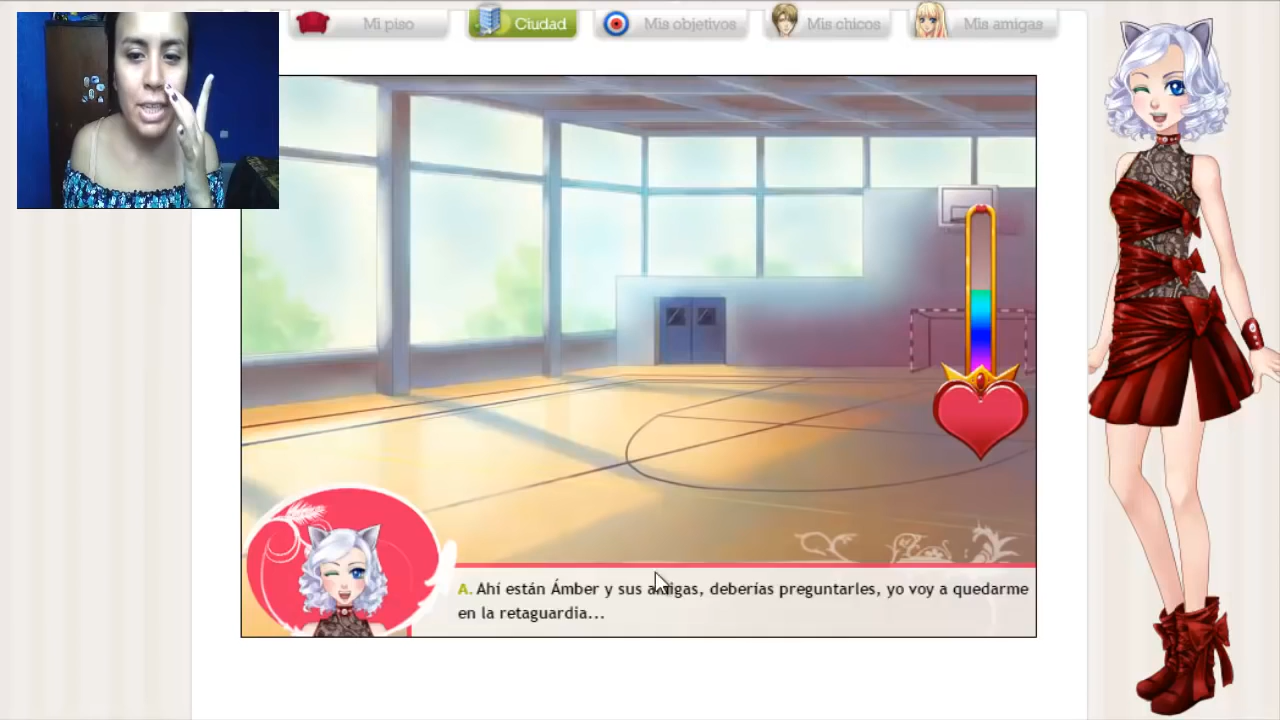 Mi piso
Ciudad
Mis objetivos
Mis chicos
Mis amigas
A. Ahí están Ámber y sus amigas, deberías preguntarles, yo voy a quedarme
en la retaguardia...